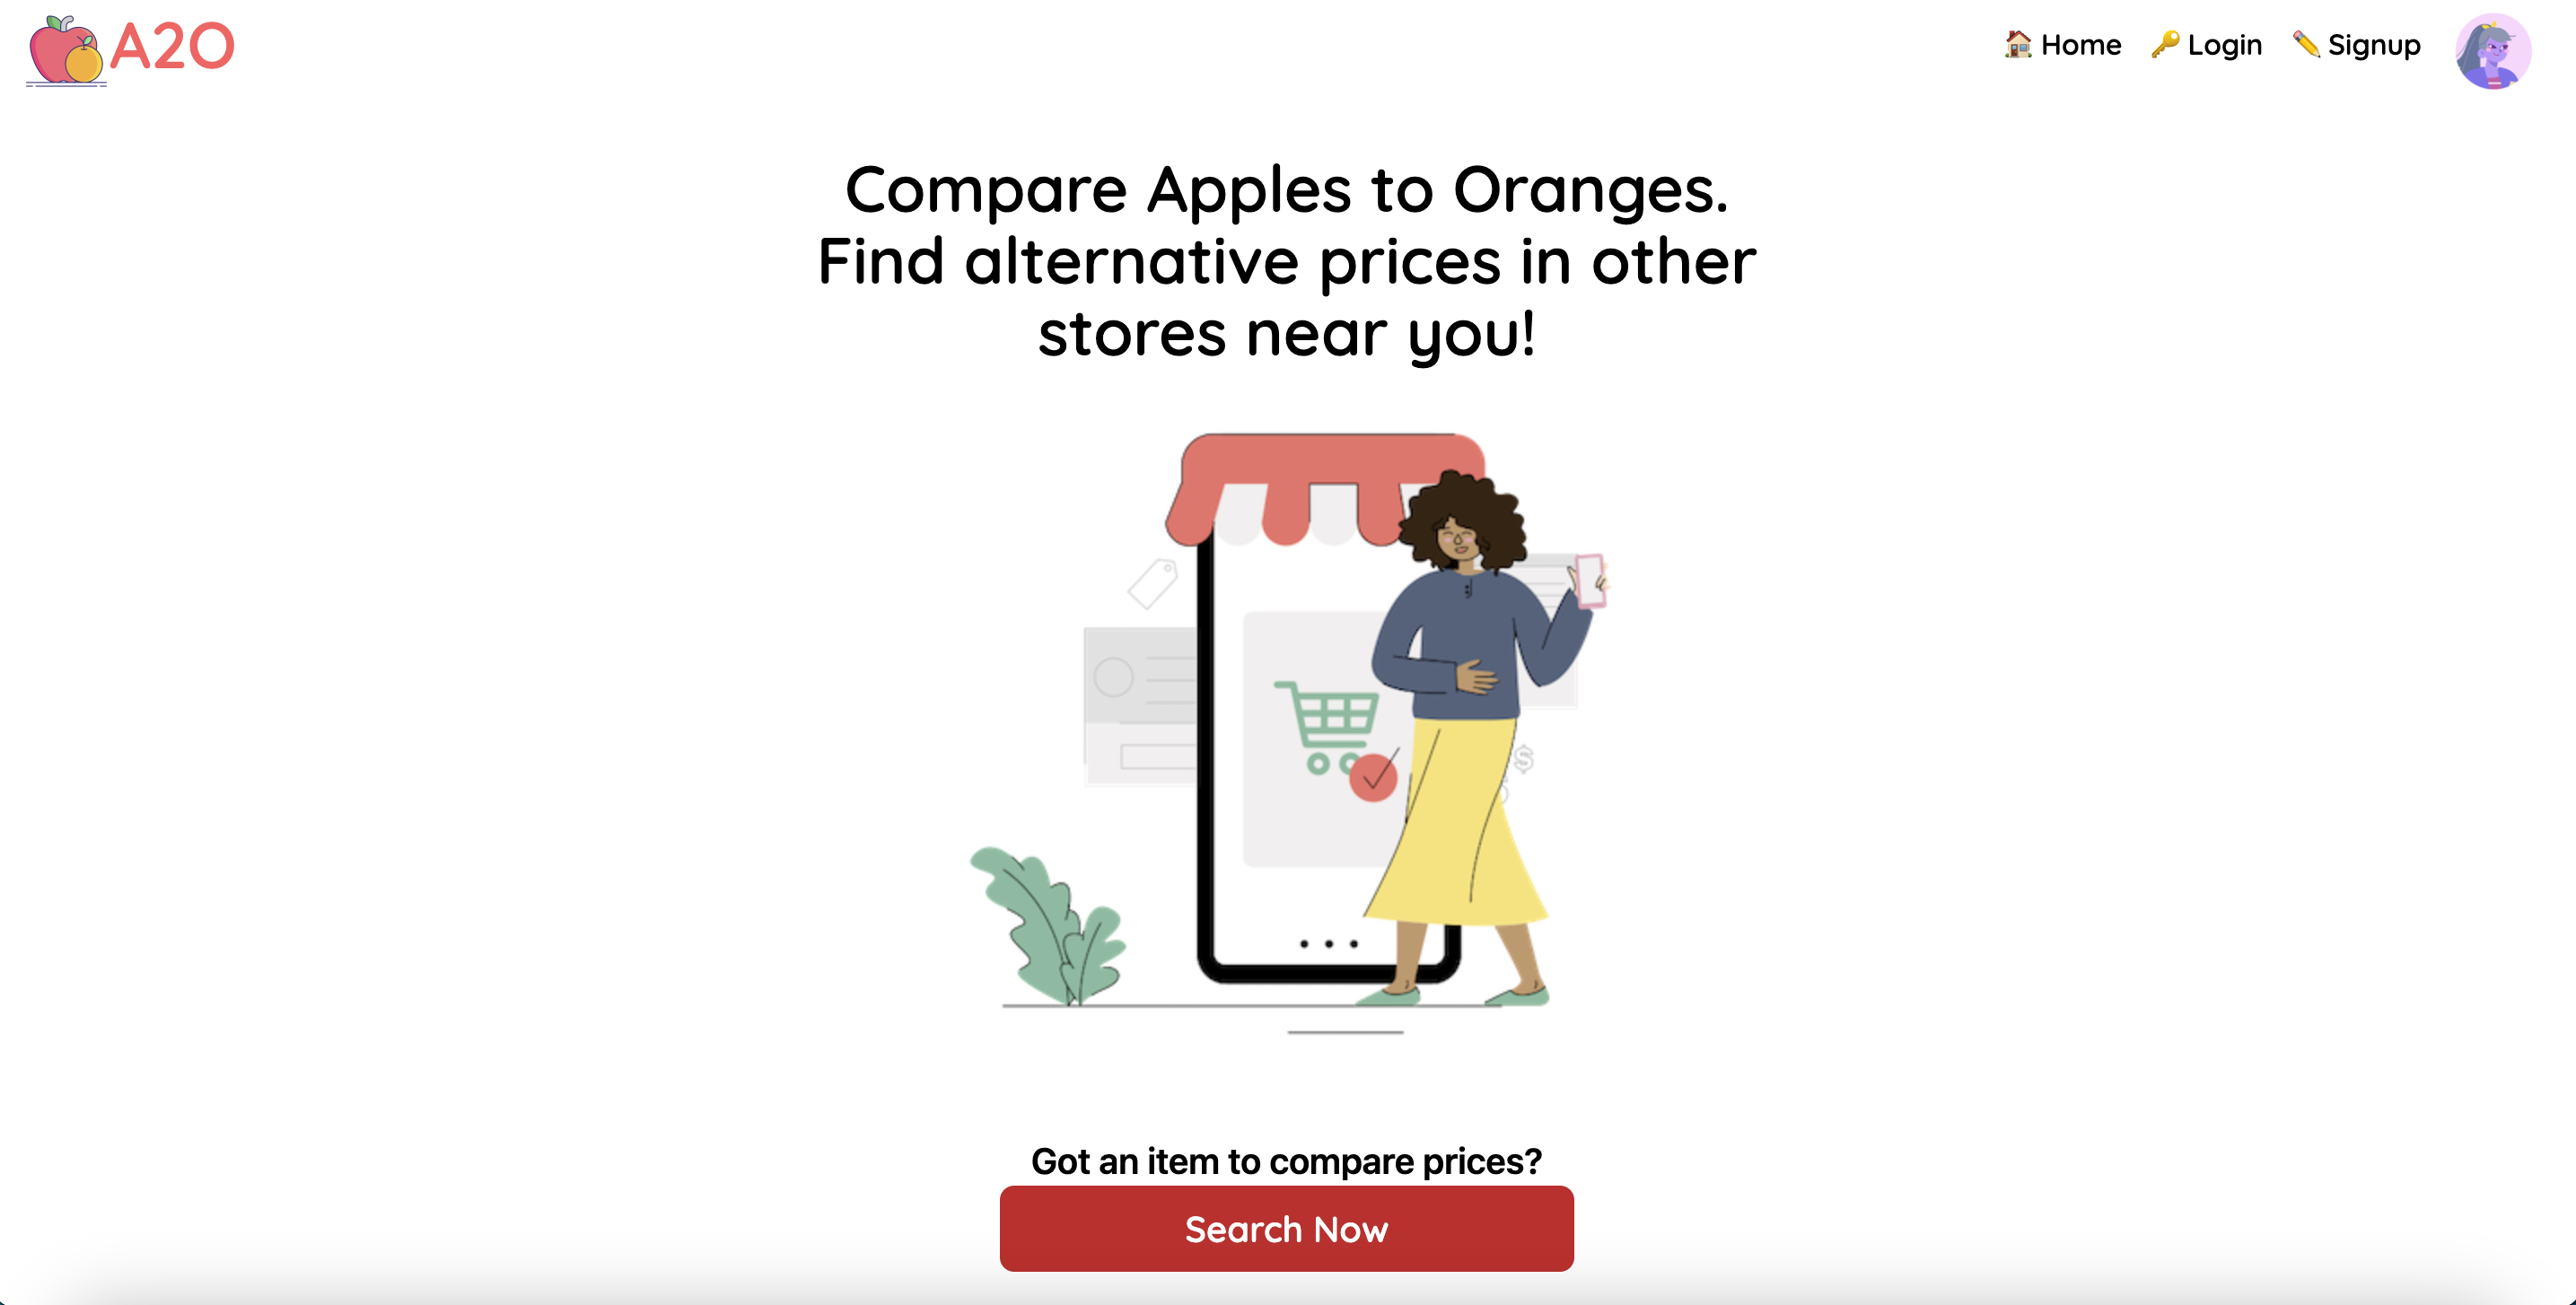 A2O
🏠 Home 🔑 Login ✏️ Signup
Compare Apples to Oranges.
Find alternative prices in other
stores near you!
$
Got an item to compare prices?
Search Now